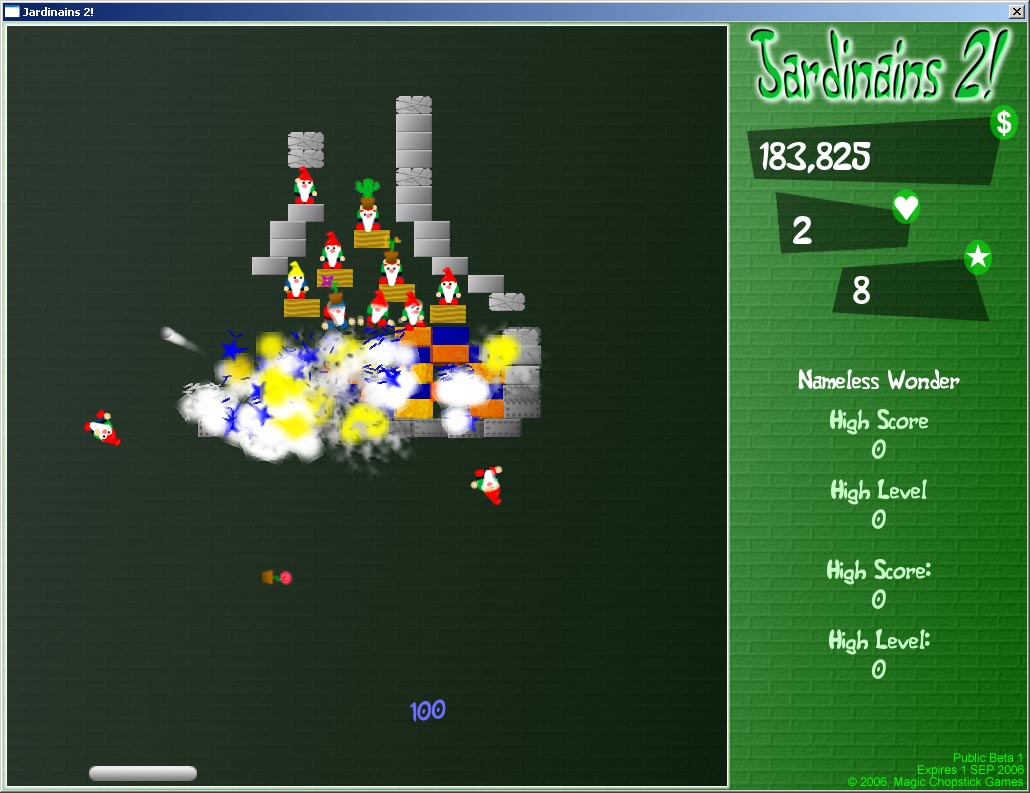 Jardinains 2!
Jardinains 2!
$
183,825
2
8
Nameless Wonder
High Score
0
High Level
0
High Score:
0
High Level:
0
100
Public Beta 1
Expires 1 SEP 2006
© 2006, Magic Chopstick Games